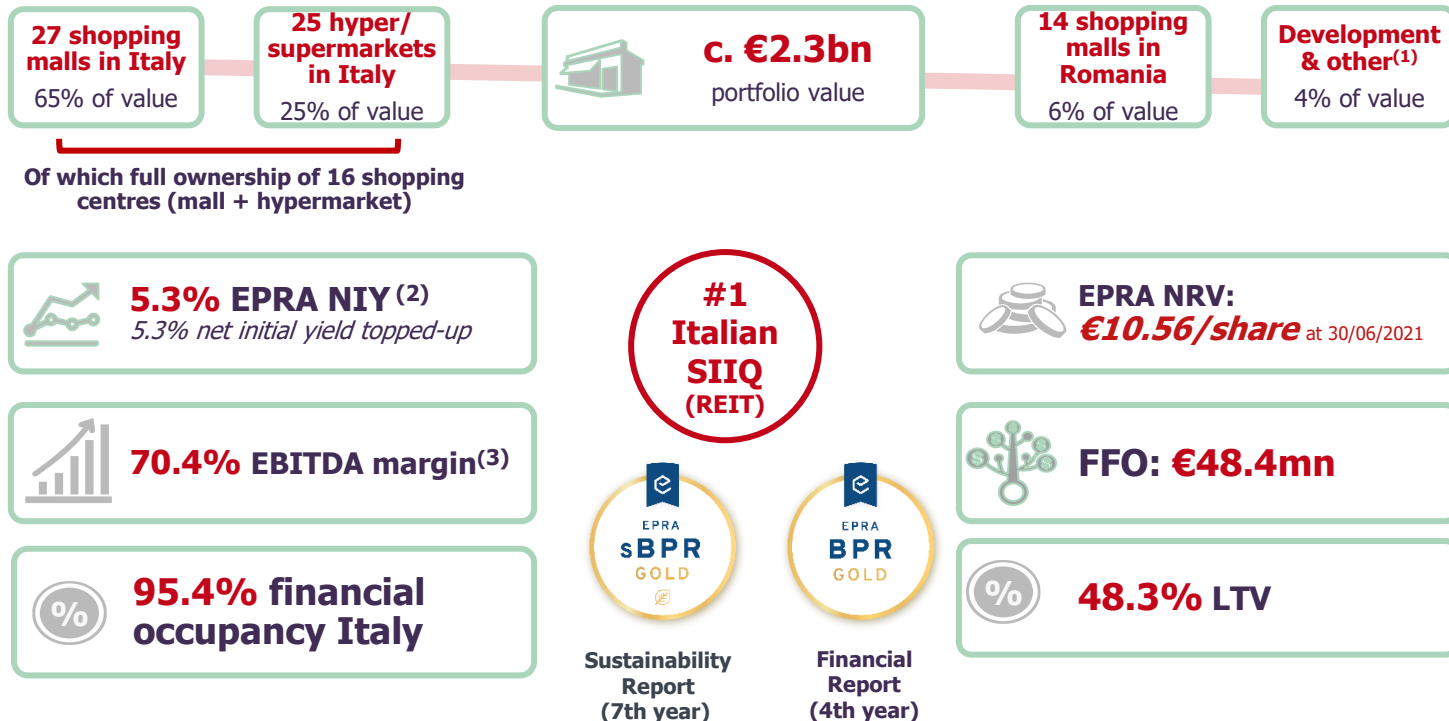 27 shopping
malls in Italy
65% of value
25 hyper/
supermarkets
in Italy
25% of value
c. €2.3bn
portfolio value
14 shopping
malls in
Romania
6% of value
Development
& other(1)
4% of value
Of which full ownership of 16 shopping
centres (mall + hypermarket)
5.3% EPRA NIY (2)
5.3% net initial yield topped-up
70.4% EBITDA margin(3)
%
95.4% financial
occupancy Italy
#1
Italian
SIIQ
(REIT)
EPRA
sBPR
GOLD
Sustainability
Report
(7th year)
EPRA
BPR
GOLD
Financial
Report
(4th year)
EPRA NRV:
€10.56/share at 30/06/2021
FFO: €48.4mn
%
48.3% LTV